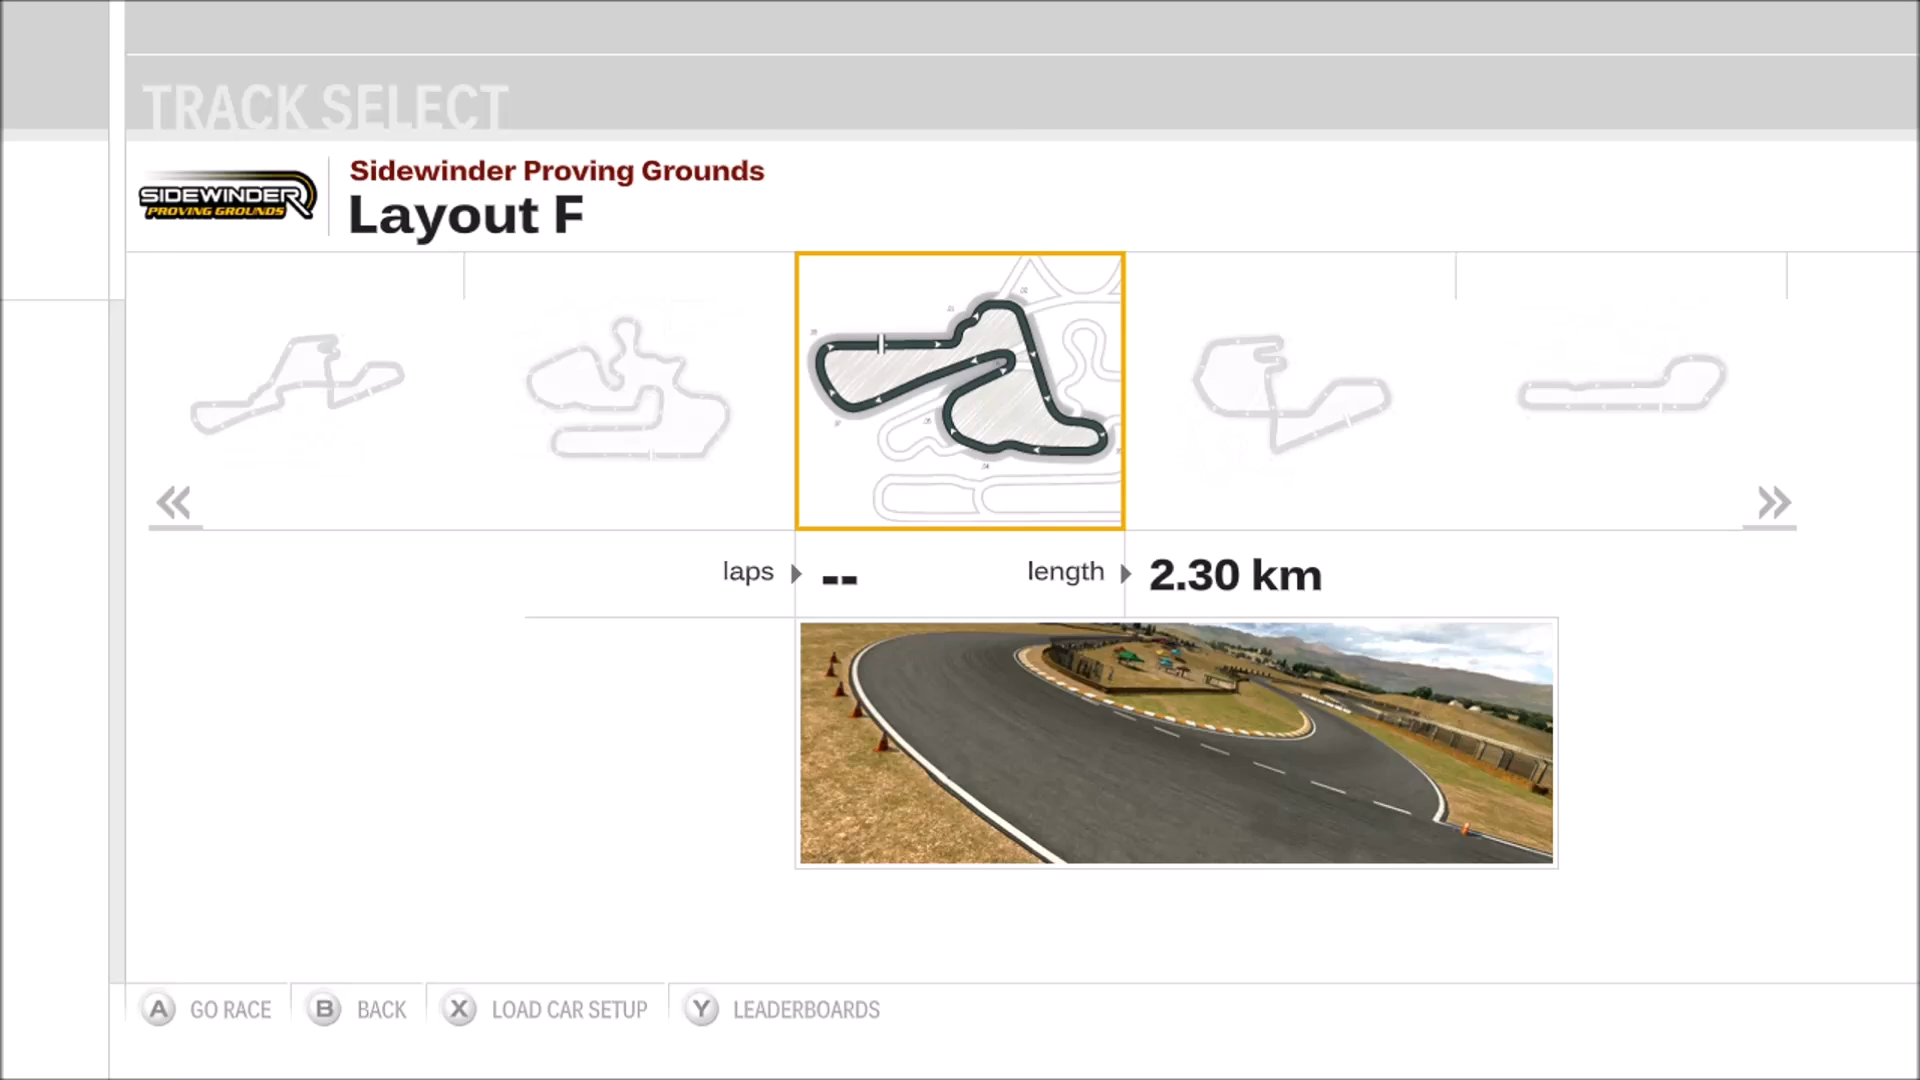 TRACK SELECT
SIDEWINDER
PROVING GROUNDS
Sidewinder Proving Grounds
Layout F
laps
--
length
2.30 km
A GO RACE
B BACK
X LOAD CAR SETUP
Y LEADERBOARDS